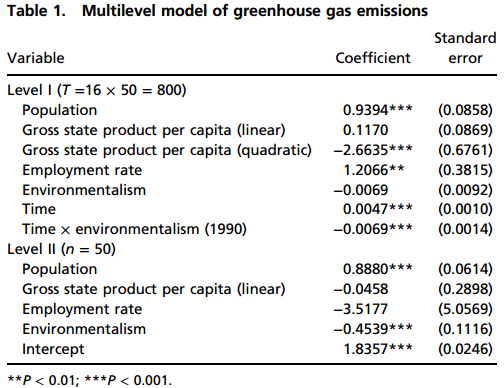 Table 1. Multilevel model of greenhouse gas emissions
Variable Coefficient Standard error
Level I (T =16 × 50 = 800)
Population 0.9394*** (0.0858)
Gross state product per capita (linear) 0.1170 (0.0869)
Gross state product per capita (quadratic) −2.6635*** (0.6761)
Employment rate 1.2066** (0.3815)
Environmentalism −0.0069 (0.0092)
Time 0.0047*** (0.0010)
Time × environmentalism (1990) −0.0069*** (0.0014)
Level II (n = 50)
Population 0.8880*** (0.0614)
Gross state product per capita (linear) −0.0458 (0.2898)
Employment rate −3.5177 (5.0569)
Environmentalism −0.4539*** (0.1116)
Intercept 1.8357*** (0.0246)
**P < 0.01; ***P < 0.001.